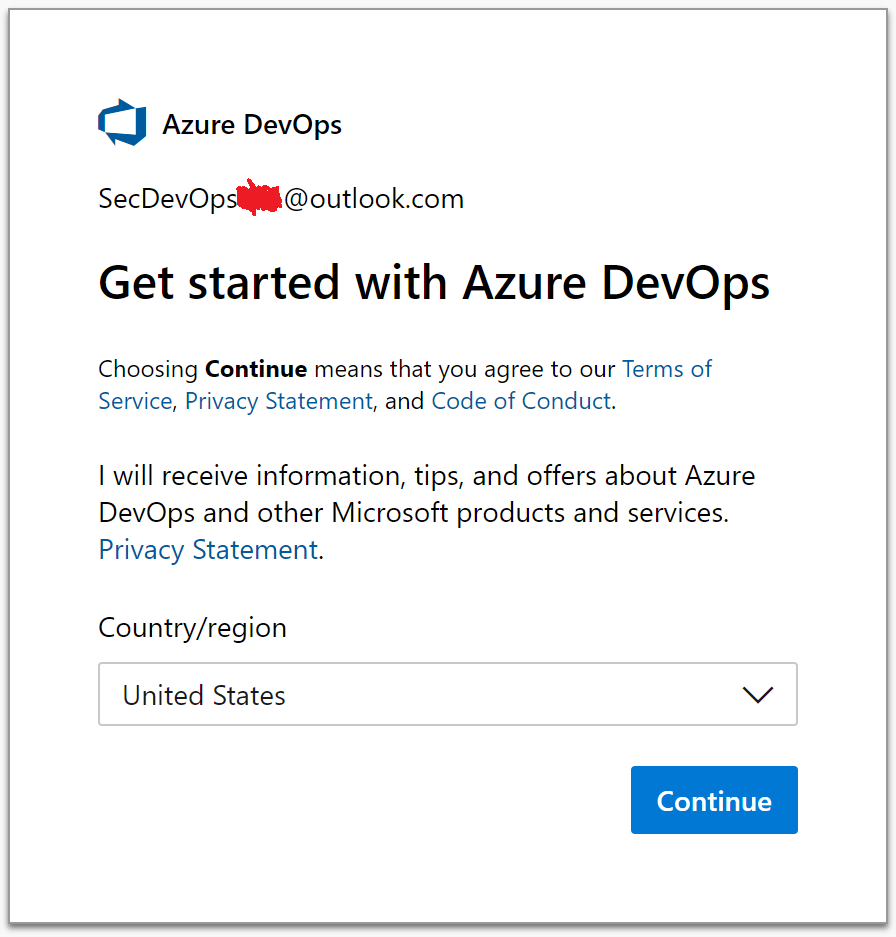 Azure DevOps
SecDevOps@outlook.com
Get started with Azure DevOps
Choosing Continue means that you agree to our Terms of
Service, Privacy Statement, and Code of Conduct.
I will receive information, tips, and offers about Azure
DevOps and other Microsoft products and services.
Privacy Statement.
Country/region
United States
Continue